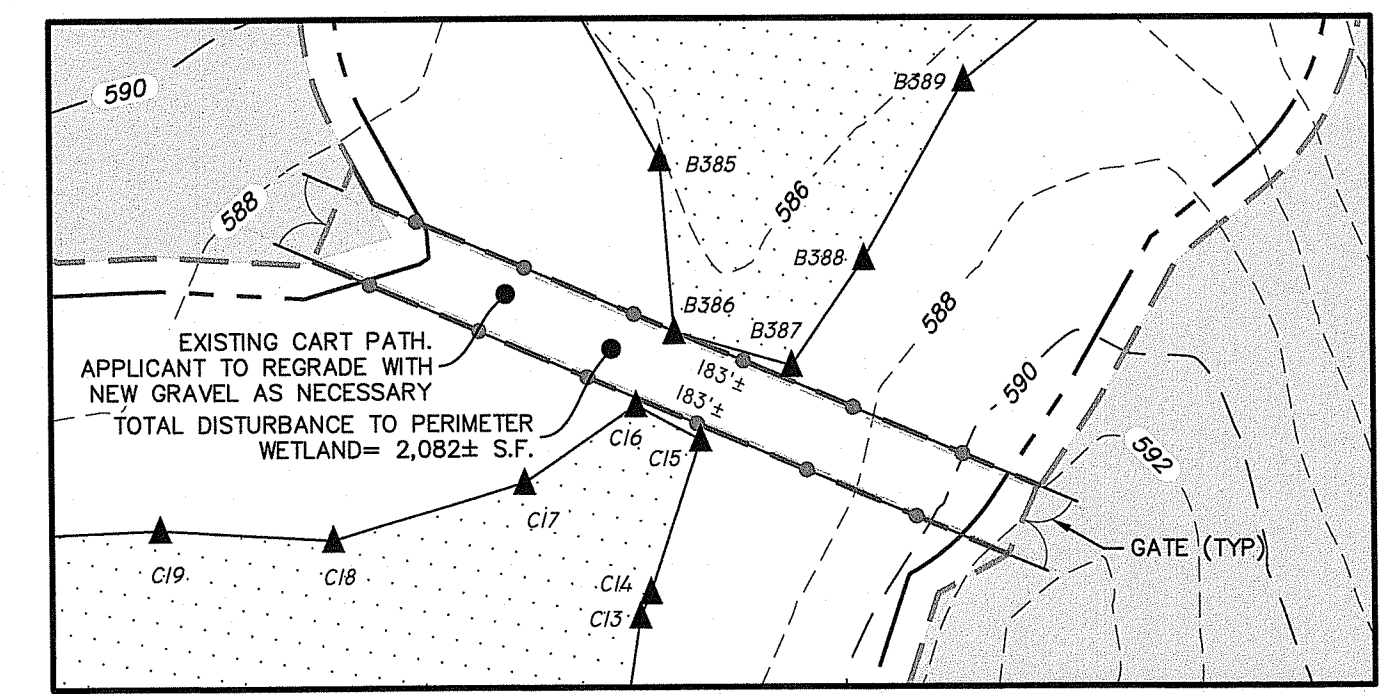 590
B389
B385
588
586
B388
B386
B387
588
EXISTING CART PATH.
APPLICANT TO REGRADE WITH
NEW GRAVEL AS NECESSARY
183'±
183'±
590
TOTAL DISTURBANCE TO PERIMETER
WETLAND= 2,082± S.F.
C16
C15
592
C17
GATE (TYP)
C19
C18
C14
C13